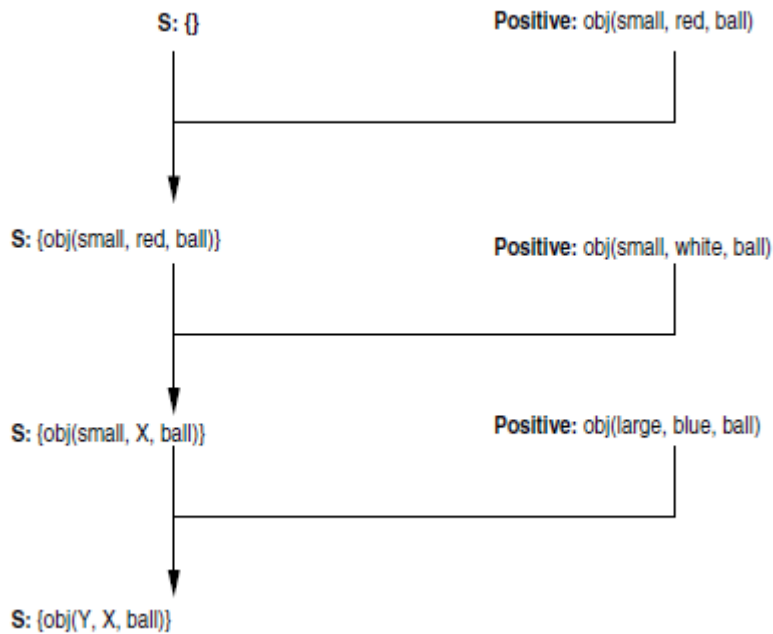 S: {}
Positive: obj(small, red, ball)
S: {obj(small, red, ball)}
Positive: obj(small, white, ball)
S: {obj(small, X, ball)}
Positive: obj(large, blue, ball)
S: {obj(Y, X, ball)}